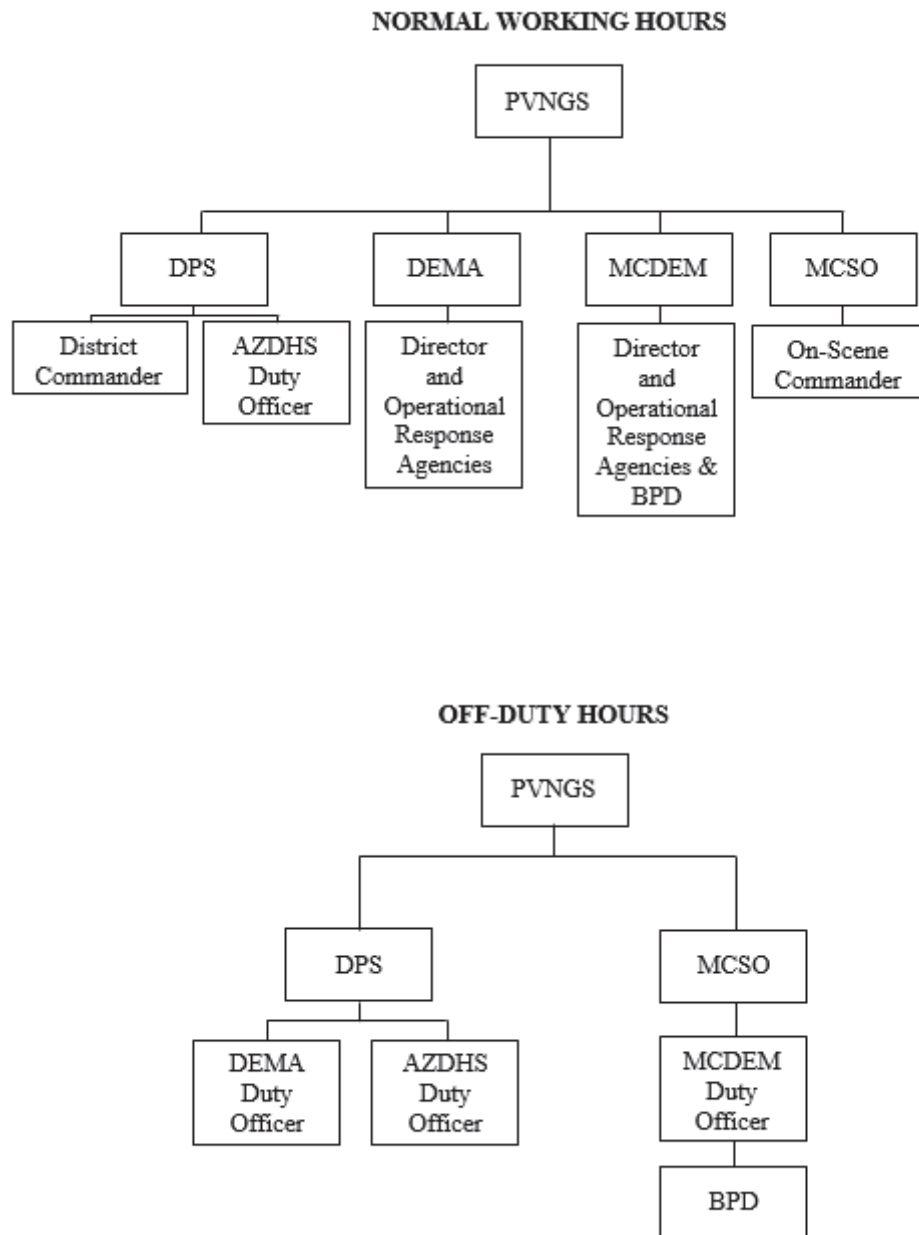 NORMAL WORKING HOURS
PVNGS
DPS
DEMA
MCDEM
MCSO
District
Commander
AZDHS
Duty
Officer
Director
and
Operational
Response
Agencies
Director
and
Operational
Response
Agencies &
BPD
On-Scene
Commander
OFF-DUTY HOURS
PVNGS
DPS
MCSO
DEMA
Duty
Officer
AZDHS
Duty
Officer
MCDEM
Duty
Officer
BPD